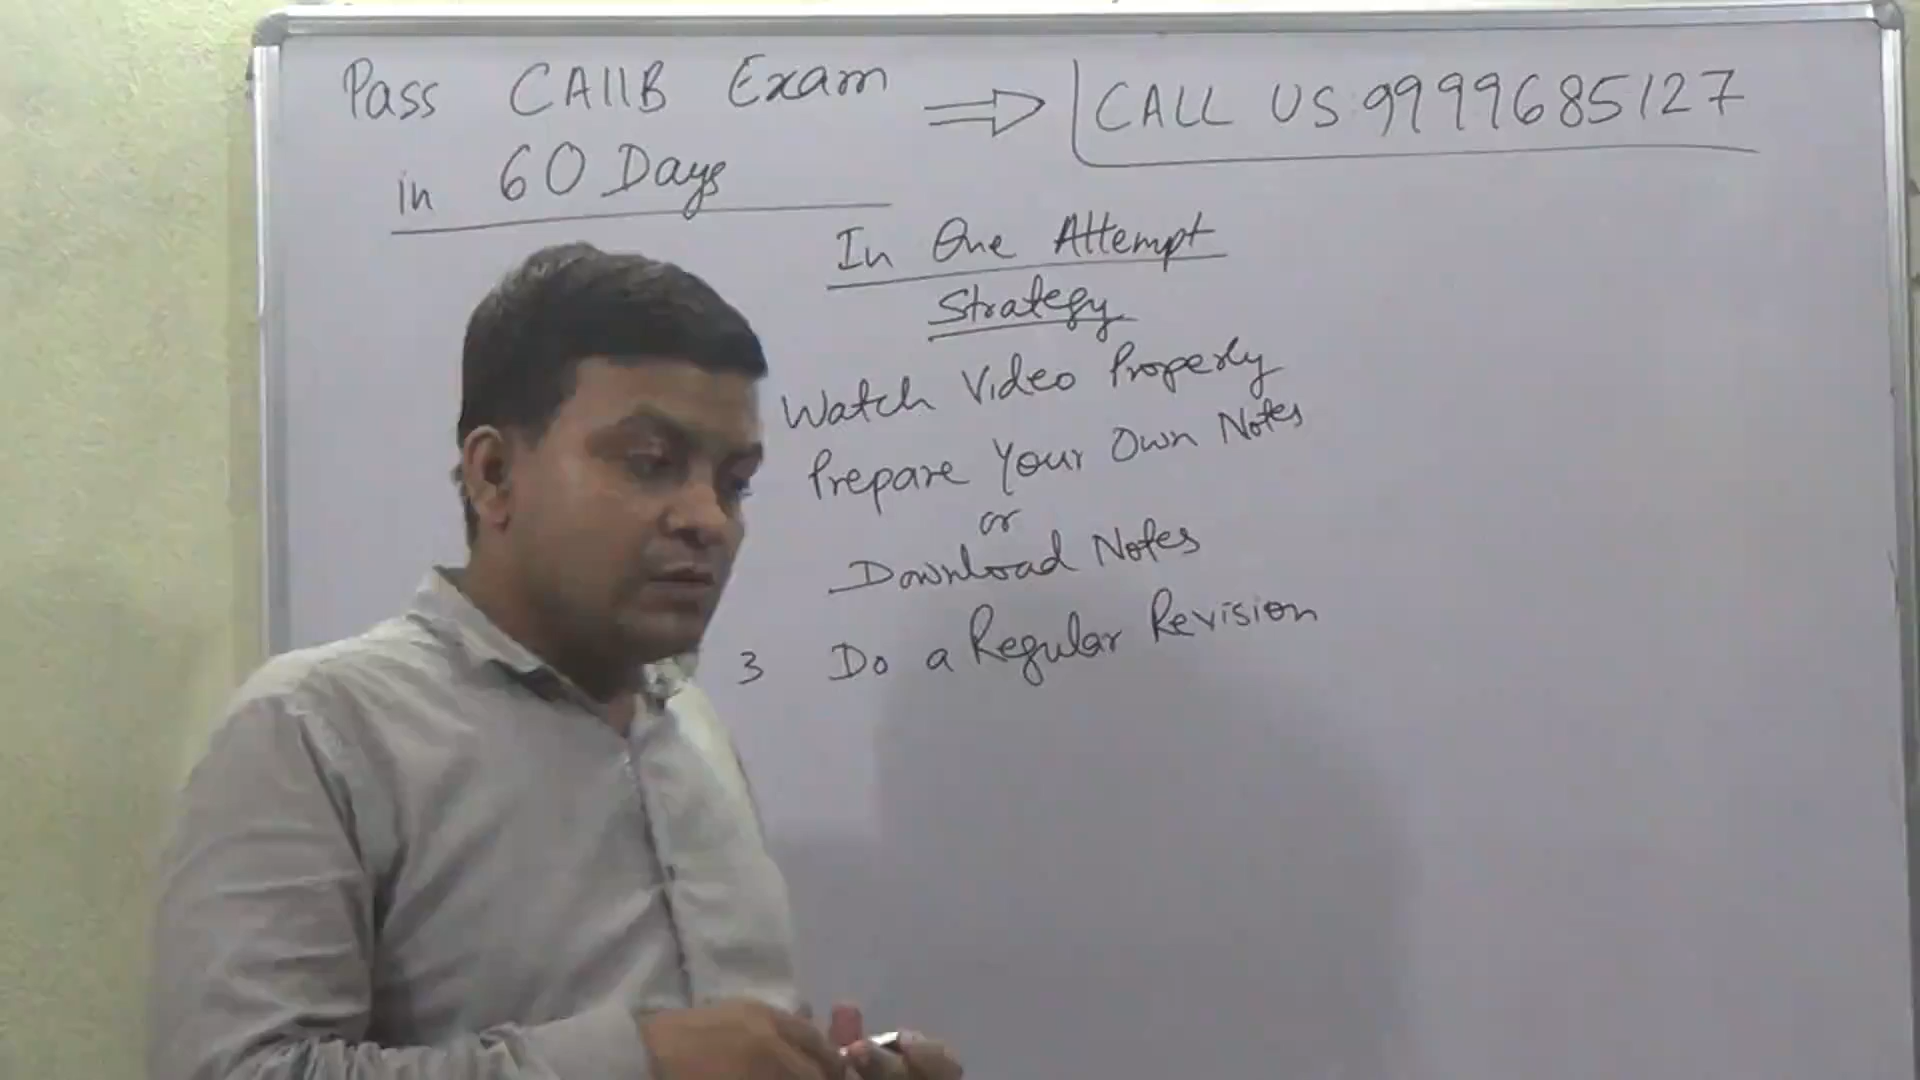 Pass CAIIB Exam
in 60 Days
⇒ CALL US 9999685127
In One Attempt
Strategy
Watch Video Properly
Prepare Your Own Notes
or
Download Notes
3 Do a Regular Revision